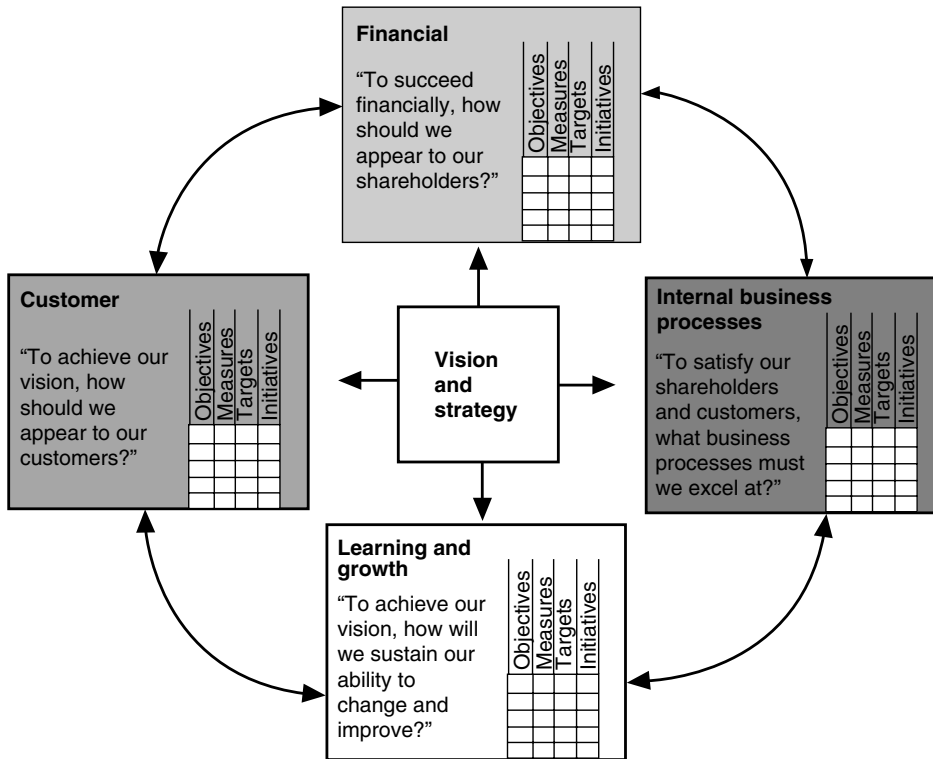 Financial
“To succeed
financially, how
should we
appear to our
shareholders?”
Objectives
Measures
Targets
Initiatives
Customer
“To achieve our
vision, how
should we
appear to our
customers?”
Objectives
Measures
Targets
Initiatives
Vision
and
strategy
Internal business
processes
“To satisfy our
shareholders
and customers,
what business
processes must
we excel at?”
Objectives
Measures
Targets
Initiatives
Learning and
growth
“To achieve our
vision, how will
we sustain our
ability to
change and
improve?”
Objectives
Measures
Targets
Initiatives